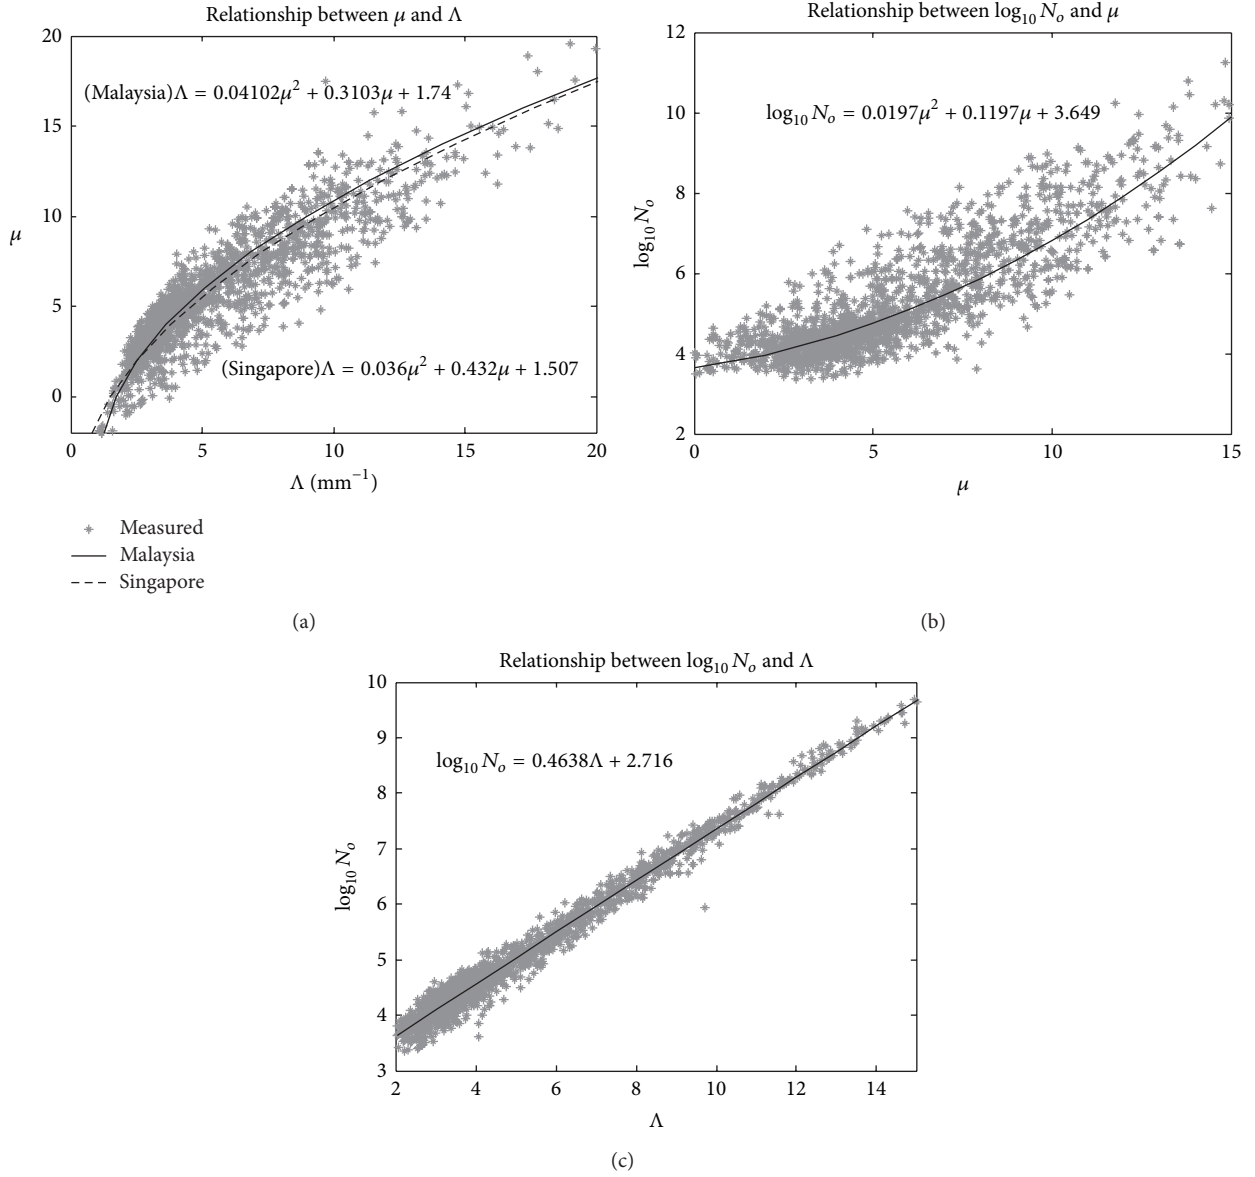 Relationship between μ and Λ
20
15
10
5
0
μ
(Malaysia)Λ = 0.04102μ² + 0.3103μ + 1.74
(Singapore)Λ = 0.036μ² + 0.432μ + 1.507
0 5 10 15 20
Λ (mm⁻¹)
Measured
Malaysia
Singapore
(a)
Relationship between log₁₀ Nₒ and μ
12
10
8
6
4
2
log₁₀ Nₒ
log₁₀ Nₒ = 0.0197μ² + 0.1197μ + 3.649
0 5 10 15
μ
(b)
Relationship between log₁₀ Nₒ and Λ
10
9
8
7
6
5
4
3
log₁₀ Nₒ
log₁₀ Nₒ = 0.4638Λ + 2.716
2 4 6 8 10 12 14
Λ
(c)